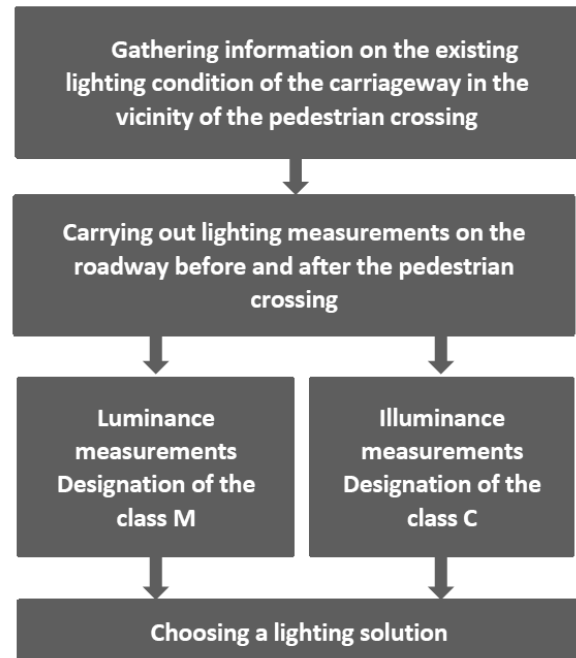 Gathering information on the existing
lighting condition of the carriageway in the
vicinity of the pedestrian crossing
Carrying out lighting measurements on the
roadway before and after the pedestrian
crossing
Luminance
measurements
Designation of the
class M
Illuminance
measurements
Designation of the
class C
Choosing a lighting solution